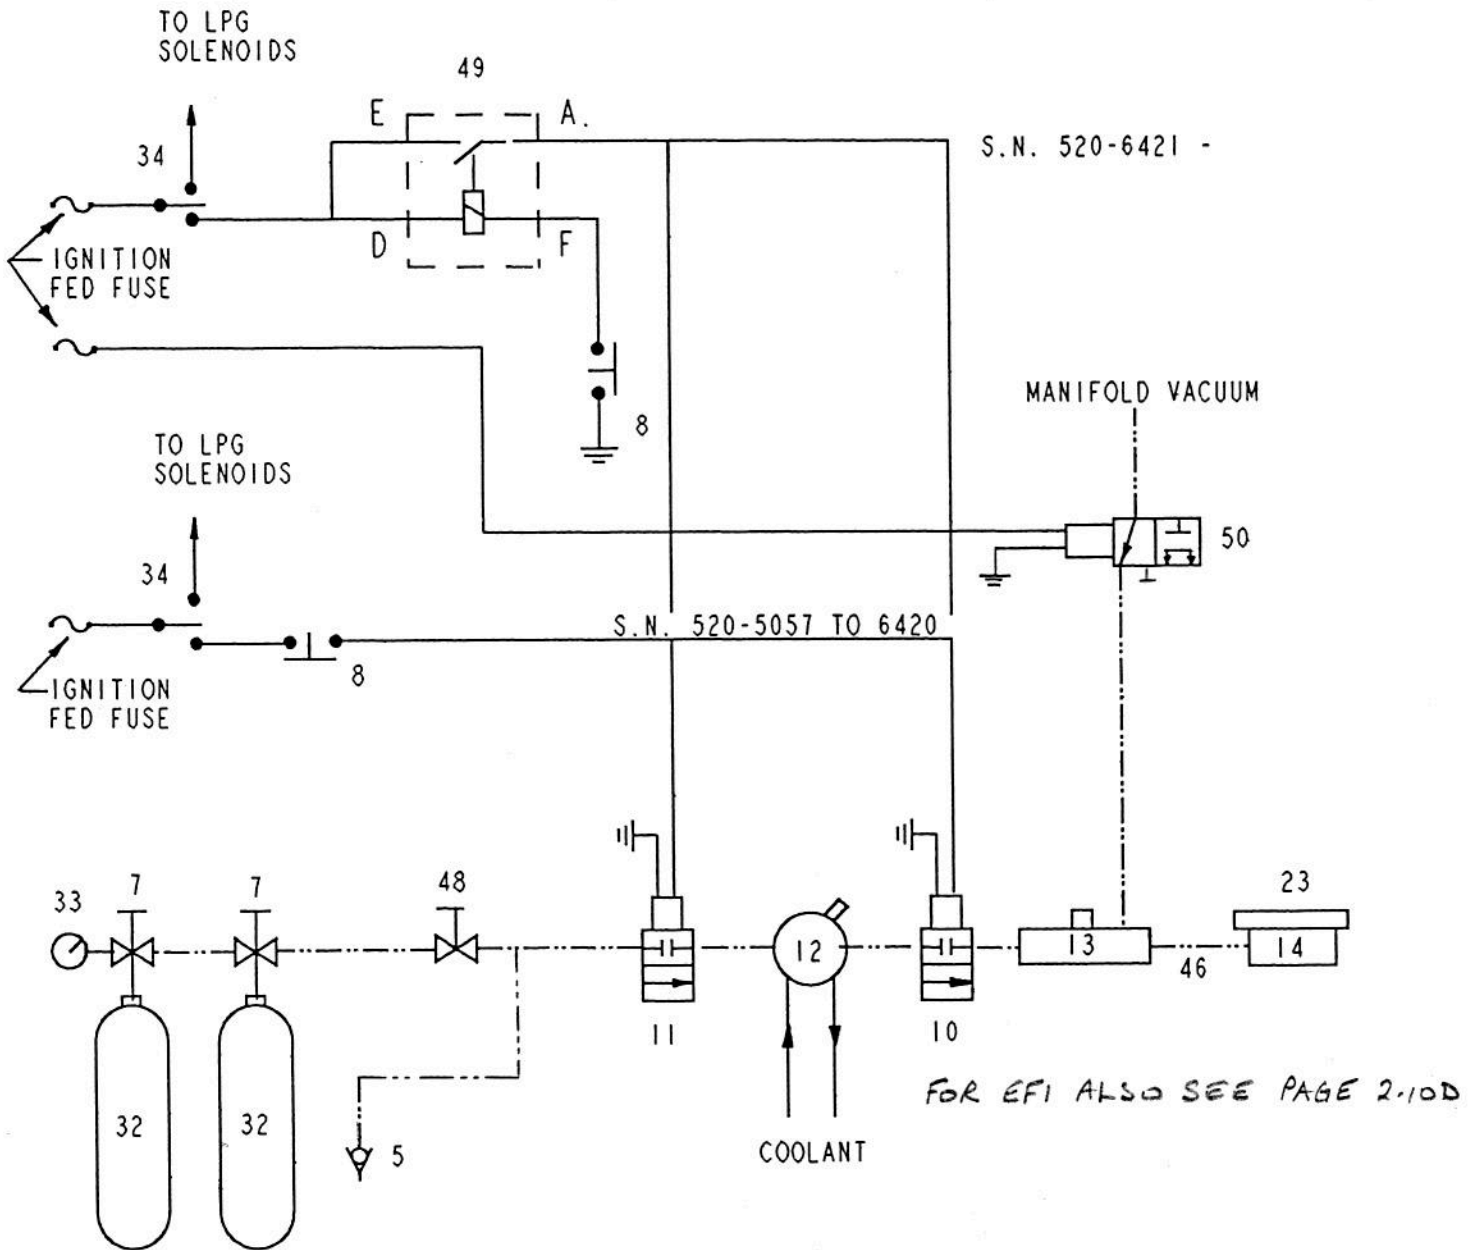 TO LPG
SOLENOIDS
49
E
A.
S.N. 520-6421 -
34
D
F
IGNITION
FED FUSE
MANIFOLD VACUUM
8
TO LPG
SOLENOIDS
50
34
S.N. 520-5057 TO 6420
8
IGNITION
FED FUSE
33
7
7
48
23
12
13
14
46
11
10
FOR EFI ALSO SEE PAGE 2.10D
32
32
5
COOLANT